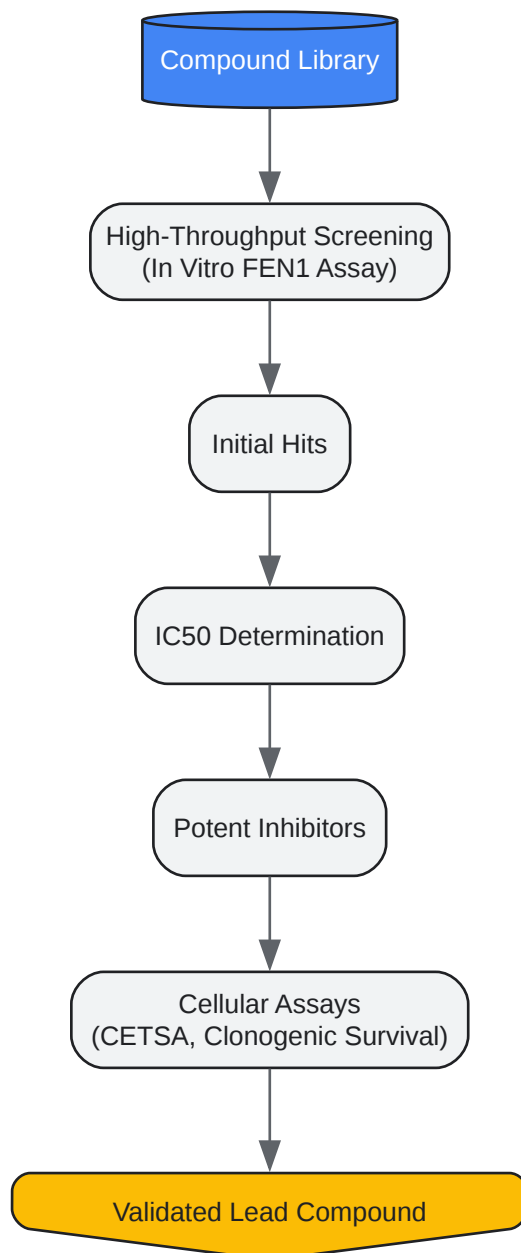 Compound Library
High-Throughput Screening
(In Vitro FEN1 Assay)
Initial Hits
IC50 Determination
Potent Inhibitors
Cellular Assays
(CETSA, Clonogenic Survival)
Validated Lead Compound